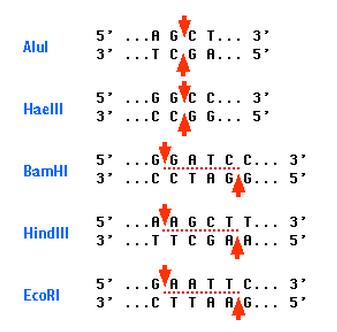 AluI
5' ...A G C T... 3'
3' ...T C G A... 5'
HaeIII
5' ...G G C C... 3'
3' ...C C G G... 5'
BamHI
5' ...G G A T C C... 3'
3' ...C C T A G G... 5'
HindIII
5' ...A A G C T T... 3'
3' ...T T C G A A... 5'
EcoRI
5' ...G A A T T C... 3'
3' ...C T T A A G... 5'